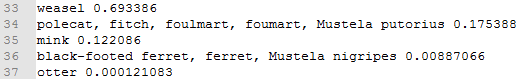 33 weasel 0.693386
34 polecat, fitch, foulmart, foumart, Mustela putorius 0.175388
35 mink 0.122086
36 black-footed ferret, ferret, Mustela nigripes 0.00887066
37 otter 0.000121083